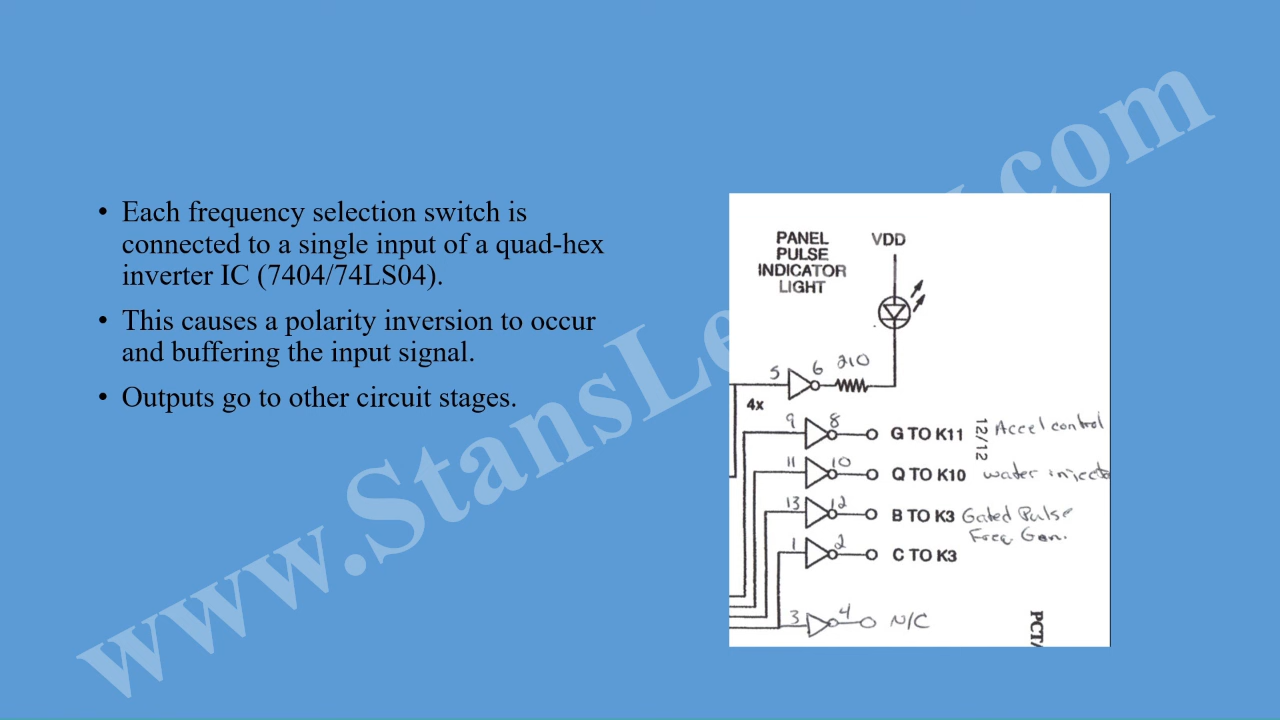 • Each frequency selection switch is
connected to a single input of a quad-hex
inverter IC (7404/74LS04).
• This causes a polarity inversion to occur
and buffering the input signal.
• Outputs go to other circuit stages.
PANEL
PULSE
INDICATOR
LIGHT
VDD
5 6 210
4x
9 8 G TO K11 12/12 Accel control
11 10 Q TO K10 water
13 12 B TO K3 Gated Pulse
Freq Gen.
1 2 C TO K3
3 4 N/C
PCT/
www.StansLe
.com